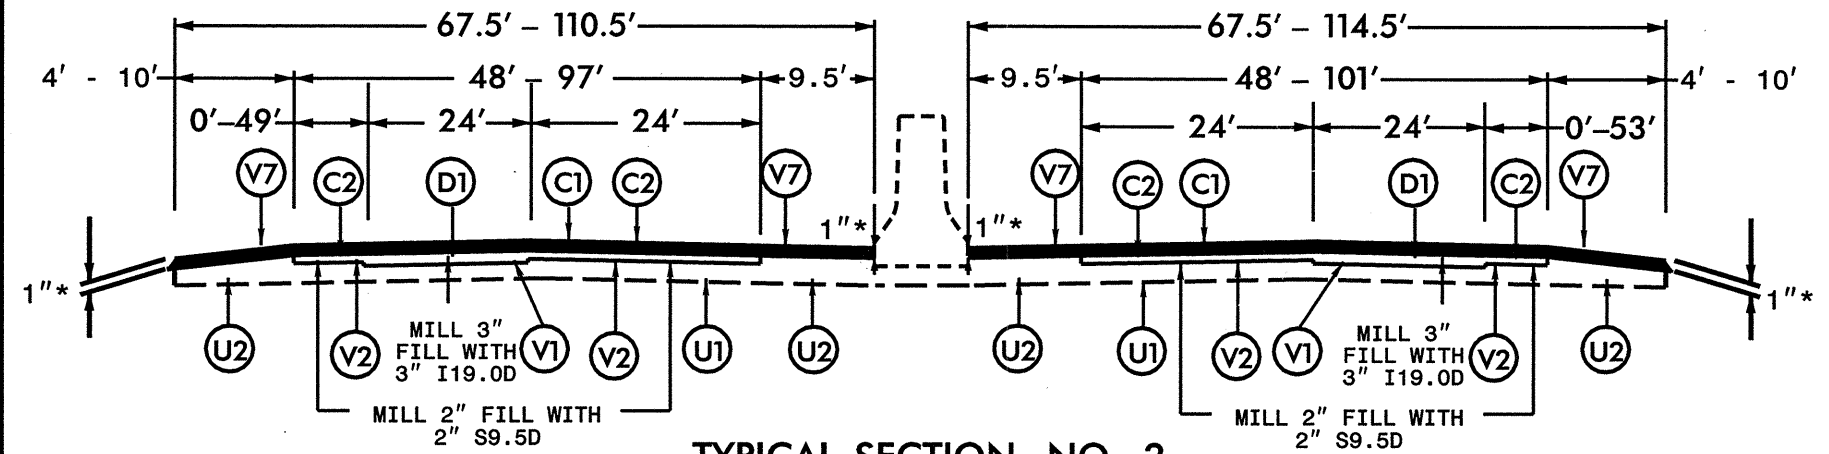 67.5' – 110.5' 67.5' – 114.5'
4' - 10' 48' – 97' 9.5' 9.5' 48' – 101' 4' - 10'
0'–49' 24' 24' 24' 24' 0'–53'
V7 C2 D1 C1 C2 V7 V7 C2 C1 D1 C2 V7
1"* 1"*
1"* 1"*
U2 V2 V1 V2 U1 U2 U2 U1 V2 V1 V2 U2
MILL 3"
FILL WITH
3" I19.0D
MILL 3"
FILL WITH
3" I19.0D
MILL 2" FILL WITH
2" S9.5D
MILL 2" FILL WITH
2" S9.5D
TYPICAL SECTION NO. 2